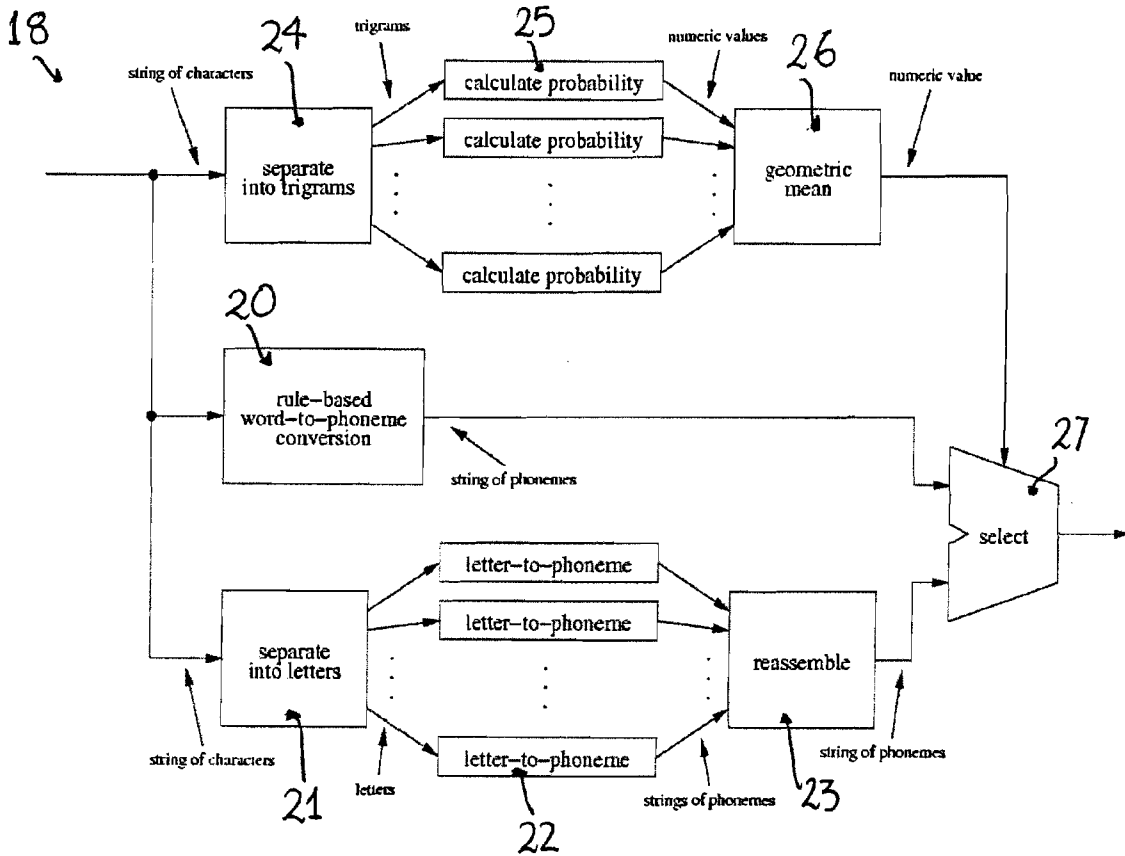 18
24
trigrams
25
numeric values
26
numeric value
string of characters
calculate probability
calculate probability
separate
into trigrams
geometric
mean
calculate probability
20
rule-based
word-to-phoneme
conversion
string of phonemes
27
select
letter-to-phoneme
letter-to-phoneme
separate
into letters
reassemble
letter-to-phoneme
string of characters
21
letters
22
strings of phonemes
23
string of phonemes